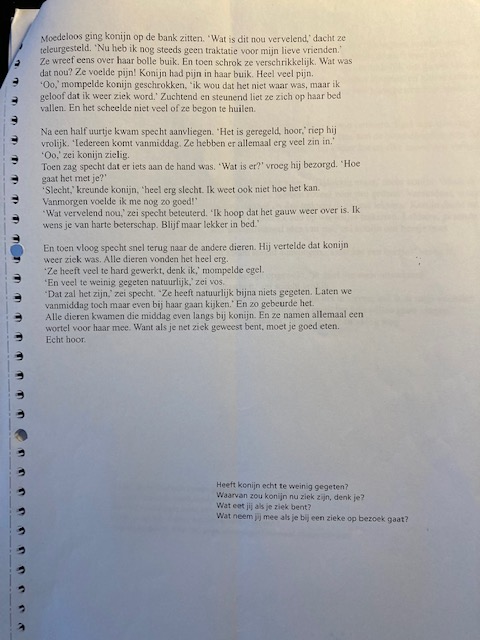 Moedeloos ging konijn op de bank zitten. ‘Wat is dit nou vervelend,’ dacht ze
teleurgesteld. ‘Nu heb ik nog steeds geen traktatie voor mijn lieve vrienden.’
Ze wreef eens over haar bolle buik. En toen schrok ze verschrikkelijk. Wat was
dat nou? Ze voelde pijn! Konijn had pijn in haar buik. Heel veel pijn.
‘Oo,’ mompelde konijn geschrokken, ‘ik wou dat het niet waar was, maar ik
geloof dat ik weer ziek word.’ Zuchtend en steunend liet ze zich op haar bed
vallen. En het scheelde niet veel of ze begon te huilen.

Na een half uurtje kwam specht aanvliegen. ‘Het is geregeld, hoor,’ riep hij
vrolijk. ‘Iedereen komt vanmiddag. Ze hebben er allemaal erg veel zin in.’
‘Oo,’ zei konijn zielig.
Toen zag specht dat er iets aan de hand was. ‘Wat is er?’ vroeg hij bezorgd. ‘Hoe
gaat het met je?’
‘Slecht,’ kreunde konijn, ‘heel erg slecht. Ik weet ook niet hoe het kan.
Vanmorgen voelde ik me nog zo goed!’
‘Wat vervelend nou,’ zei specht beteuterd. ‘Ik hoop dat het gauw weer over is. Ik
wens je van harte beterschap. Blijf maar lekker in bed.’

En toen vloog specht snel terug naar de andere dieren. Hij vertelde dat konijn
weer ziek was. Alle dieren vonden het heel erg.
‘Ze heeft veel te hard gewerkt, denk ik,’ mompelde egel.
‘En veel te weinig gegeten natuurlijk,’ zei vos.
‘Dat zal het zijn,’ zei specht. ‘Ze heeft natuurlijk bijna niets gegeten. Laten we
vanmiddag toch maar even bij haar gaan kijken.’ En zo gebeurde het.
Alle dieren kwamen die middag even langs bij konijn. En ze namen allemaal een
wortel voor haar mee. Want als je net ziek geweest bent, moet je goed eten.
Echt hoor.

Heeft konijn echt te weinig gegeten?
Waarvan zou konijn nu ziek zijn, denk je?
Wat eet jij als je ziek bent?
Wat neem jij mee als je bij een zieke op bezoek gaat?